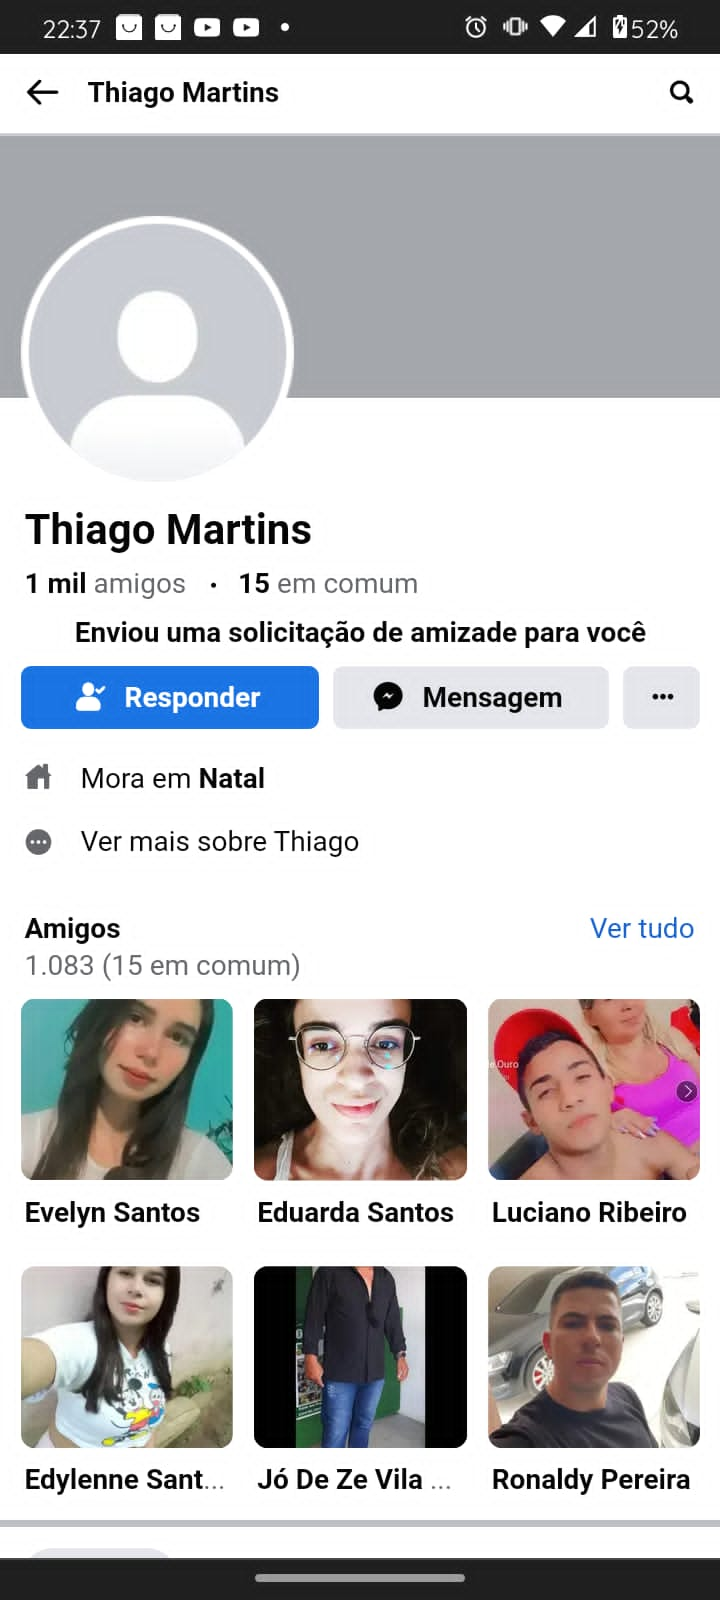 22:37
52%
Thiago Martins
Thiago Martins
1 mil amigos • 15 em comum
Enviou uma solicitação de amizade para você
Responder
Mensagem
Mora em Natal
Ver mais sobre Thiago
Amigos
Ver tudo
1.083 (15 em comum)
Evelyn Santos
Eduarda Santos
Luciano Ribeiro
Edylenne Sant...
Jó De Ze Vila ...
Ronaldy Pereira